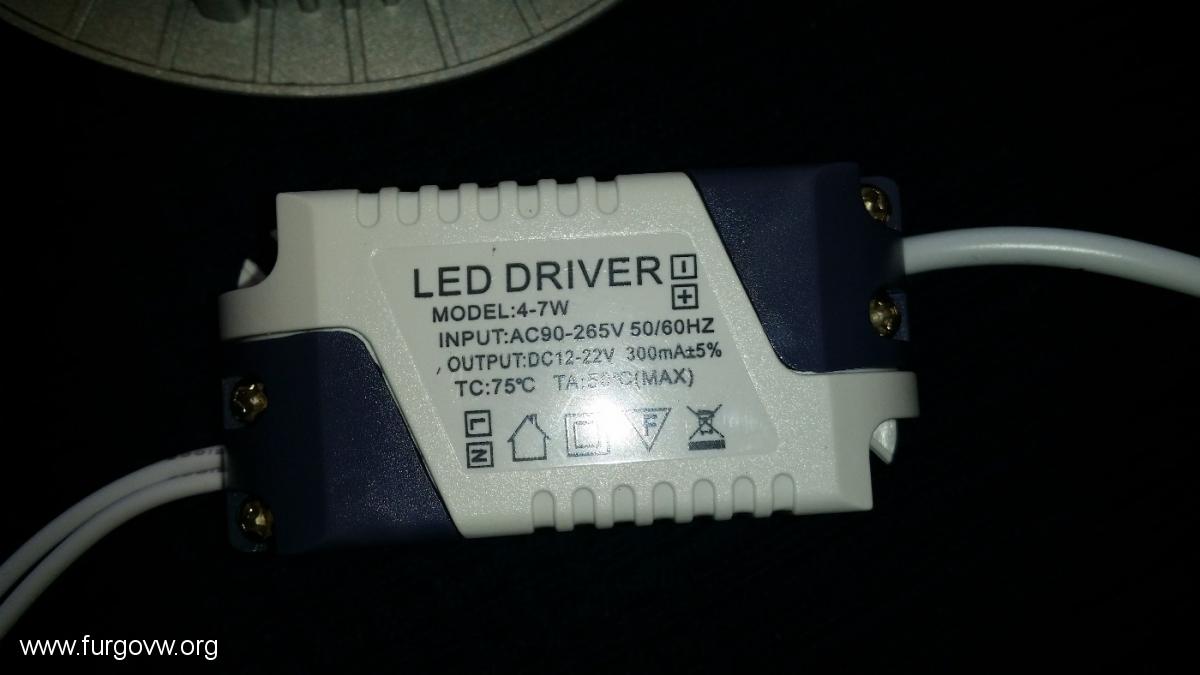 LED DRIVER
−
+
MODEL:4-7W
INPUT:AC90-265V 50/60HZ
OUTPUT:DC12-22V 300mA±5%
TC:75℃ TA: (MAX)
L
N
F
www.furgovw.org